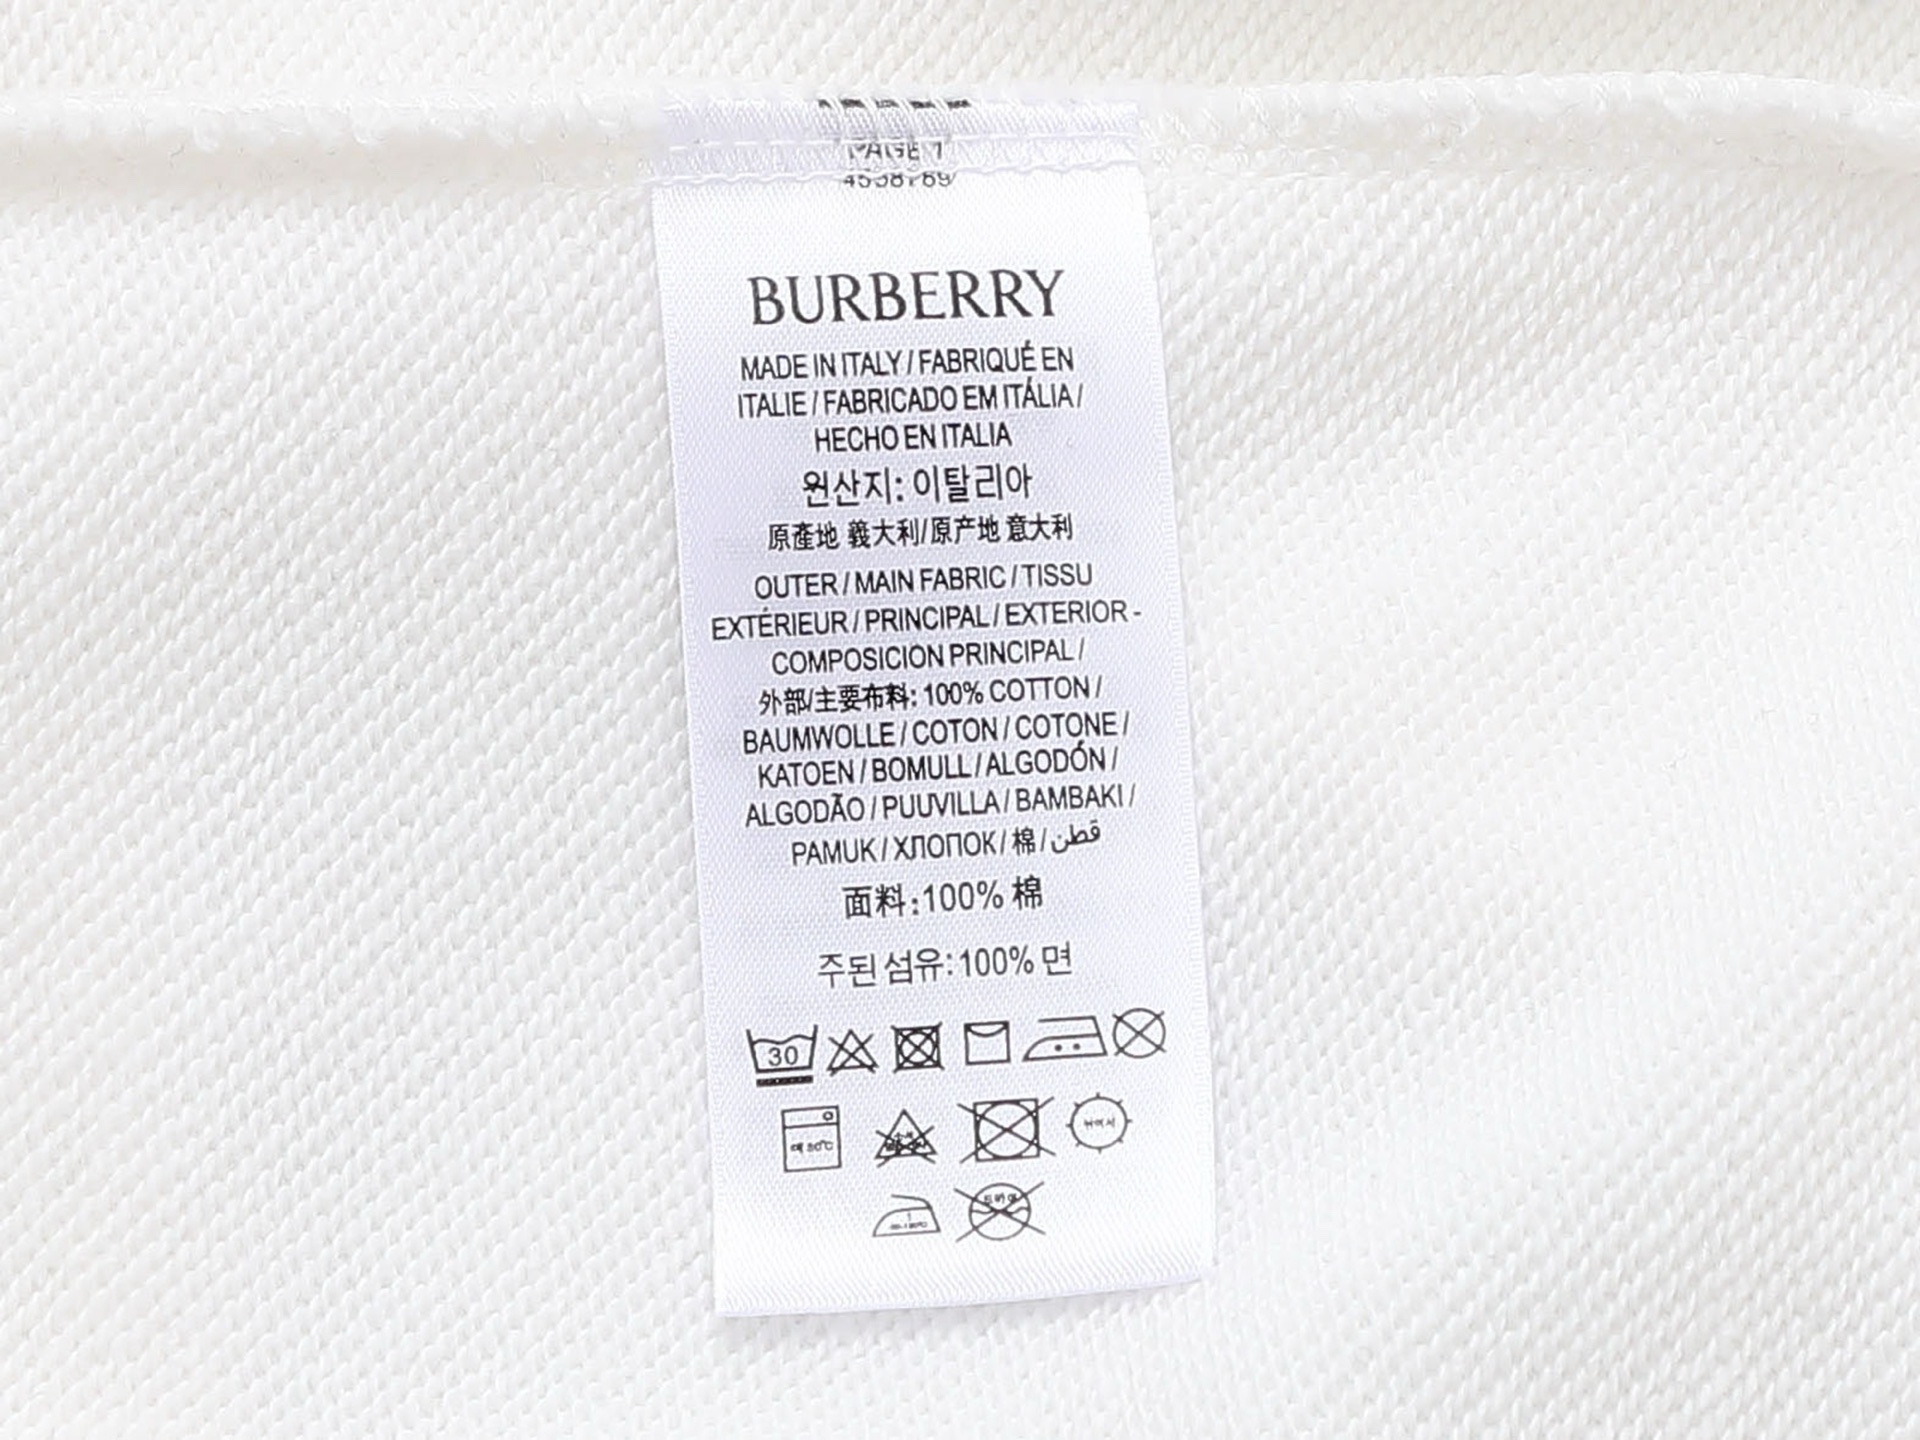 PAGE 1
BURBERRY
MADE IN ITALY / FABRIQUÉ EN
ITALIE / FABRICADO EM ITÁLIA /
HECHO EN ITALIA
원산지: 이탈리아
原產地 義大利/原产地 意大利
OUTER / MAIN FABRIC / TISSU
EXTÉRIEUR / PRINCIPAL / EXTERIOR -
COMPOSICION PRINCIPAL /
外部/主要布料: 100% COTTON /
BAUMWOLLE / COTON / COTONE /
KATOEN / BOMULL / ALGODÓN /
ALGODÃO / PUUVILLA / BAMBAKI /
PAMUK / ХЛОПОК / 棉 / قطن
面料:100% 棉
주된 섬유:100% 면
30